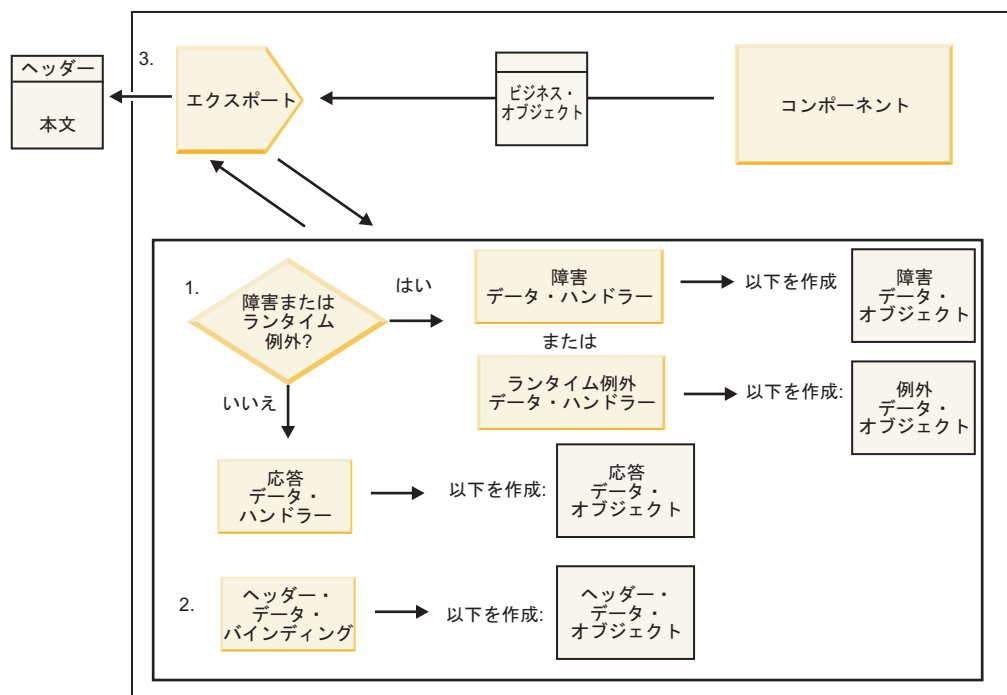 ヘッダー
本文
3.
エクスポート
ビジネス・
オブジェクト
コンポーネント
1.
障害または
ランタイム
例外?
はい
障害
データ・ハンドラー
以下を作成
障害
データ・
オブジェクト
または
ランタイム例外
データ・ハンドラー
以下を作成:
例外
データ・
オブジェクト
いいえ
応答
データ・
ハンドラー
以下を作成:
応答
データ・
オブジェクト
2.
ヘッダー・
データ・
バインディング
以下を作成:
ヘッダー・
データ・
オブジェクト